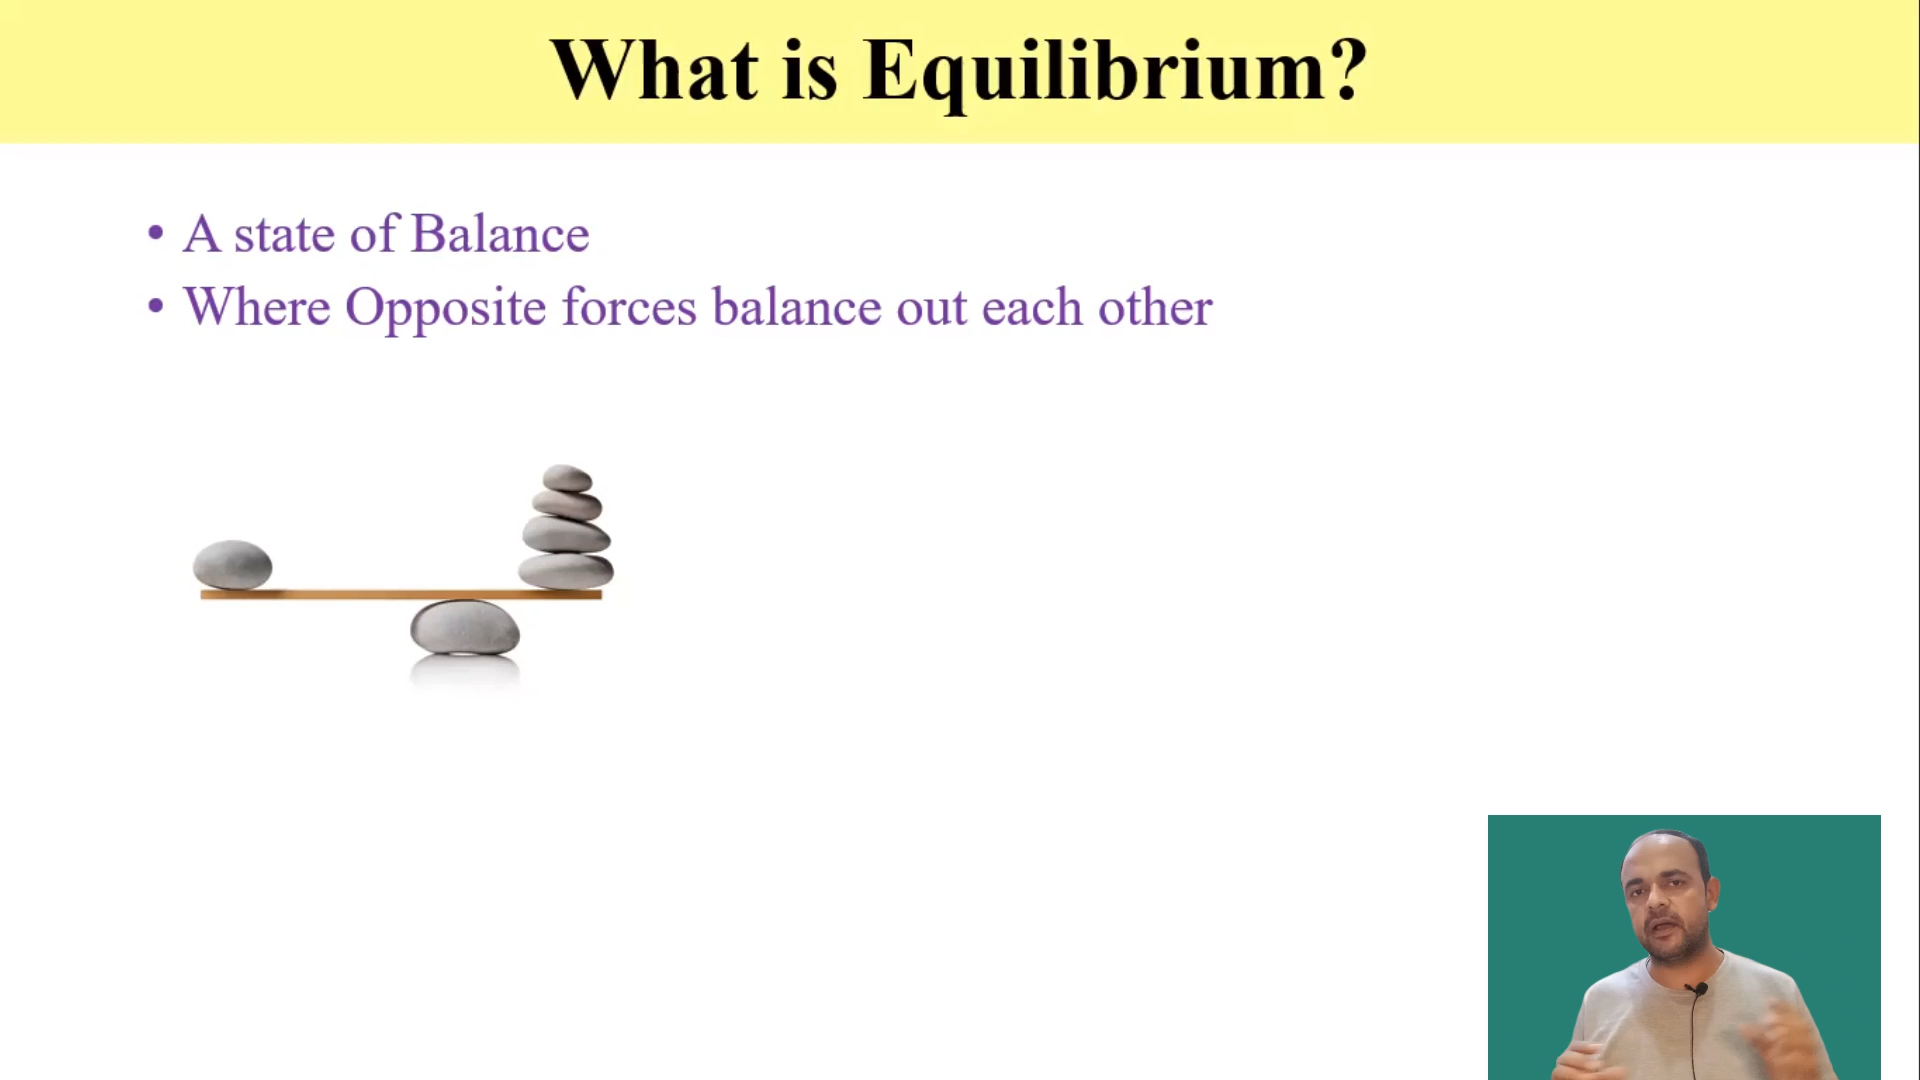 What is Equilibrium?
• A state of Balance
• Where Opposite forces balance out each other